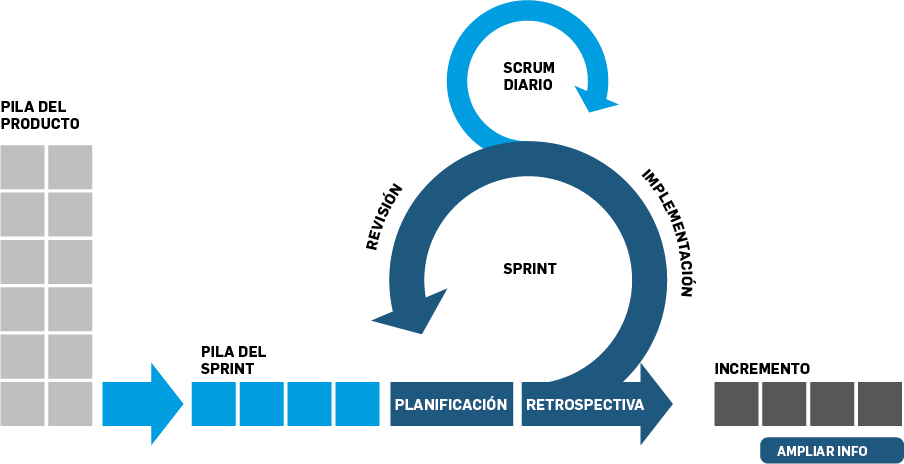 SCRUM
DIARIO
PILA DEL
PRODUCTO
REVISIÓN
IMPLEMENTACIÓN
SPRINT
PILA DEL
SPRINT
PLANIFICACIÓN
RETROSPECTIVA
INCREMENTO
AMPLIAR INFO